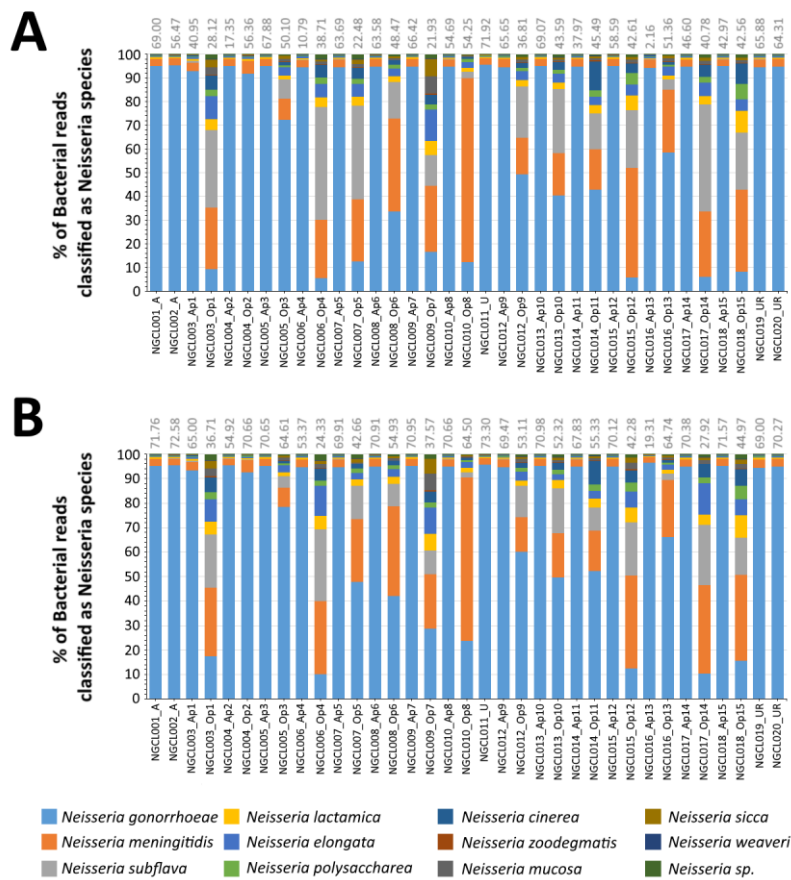 A
69.00 56.47 40.95 28.12 17.35 56.36 67.88 50.10 10.79 38.71 63.69 22.48 63.58 48.47 66.42 21.93 54.69 54.25 71.92 65.65 36.81 69.07 43.59 37.97 45.49 58.59 42.61 2.16 51.36 46.60 40.78 42.97 42.56 65.88 64.31
% of Bacterial reads
classified as Neisseria species
100
90
80
70
60
50
40
30
20
10
0
NGCL001_A NGCL002_A NGCL003_Ap1 NGCL003_Op1 NGCL004_Ap2 NGCL004_Op2 NGCL005_Ap3 NGCL005_Op3 NGCL006_Ap4 NGCL006_Op4 NGCL007_Ap5 NGCL007_Op5 NGCL008_Ap6 NGCL008_Op6 NGCL009_Ap7 NGCL009_Op7 NGCL010_Ap8 NGCL010_Op8 NGCL011_U NGCL012_Ap9 NGCL012_Op9 NGCL013_Ap10 NGCL013_Op10 NGCL014_Ap11 NGCL014_Op11 NGCL015_Ap12 NGCL015_Op12 NGCL016_Ap13 NGCL016_Op13 NGCL017_Ap14 NGCL017_Op14 NGCL018_Ap15 NGCL018_Op15 NGCL019_UR NGCL020_UR
B
71.76 72.58 65.00 36.71 54.92 70.66 70.65 64.61 53.37 24.33 69.91 42.66 70.91 54.93 70.95 37.57 70.66 64.50 73.30 69.47 53.11 70.98 52.32 67.83 55.33 70.12 42.28 19.31 64.74 70.38 27.92 71.57 44.97 69.00 70.27
% of Bacterial reads
classified as Neisseria species
100
90
80
70
60
50
40
30
20
10
0
NGCL001_A NGCL002_A NGCL003_Ap1 NGCL003_Op1 NGCL004_Ap2 NGCL004_Op2 NGCL005_Ap3 NGCL005_Op3 NGCL006_Ap4 NGCL006_Op4 NGCL007_Ap5 NGCL007_Op5 NGCL008_Ap6 NGCL008_Op6 NGCL009_Ap7 NGCL009_Op7 NGCL010_Ap8 NGCL010_Op8 NGCL011_U NGCL012_Ap9 NGCL012_Op9 NGCL013_Ap10 NGCL013_Op10 NGCL014_Ap11 NGCL014_Op11 NGCL015_Ap12 NGCL015_Op12 NGCL016_Ap13 NGCL016_Op13 NGCL017_Ap14 NGCL017_Op14 NGCL018_Ap15 NGCL018_Op15 NGCL019_UR NGCL020_UR
Neisseria gonorrhoeae Neisseria lactamica Neisseria cinerea Neisseria sicca
Neisseria meningitidis Neisseria elongata Neisseria zoodegmatis Neisseria weaveri
Neisseria subflava Neisseria polysaccharea Neisseria mucosa Neisseria sp.